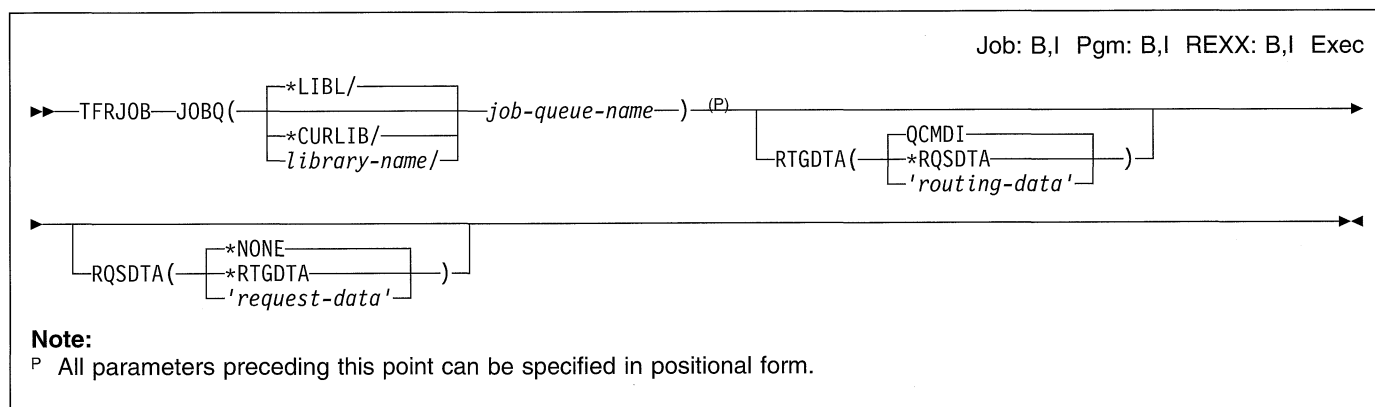 Job: B,I Pgm: B,I REXX: B,I Exec
*LIBL/
TFRJOB JOBQ( job-queue-name ) (P)
*CURLIB/
library-name/
QCMDI
RTGDTA( *RQSDTA )
'routing-data'
*NONE
RQSDTA( *RTGDTA )
'request-data'
Note:
P All parameters preceding this point can be specified in positional form.